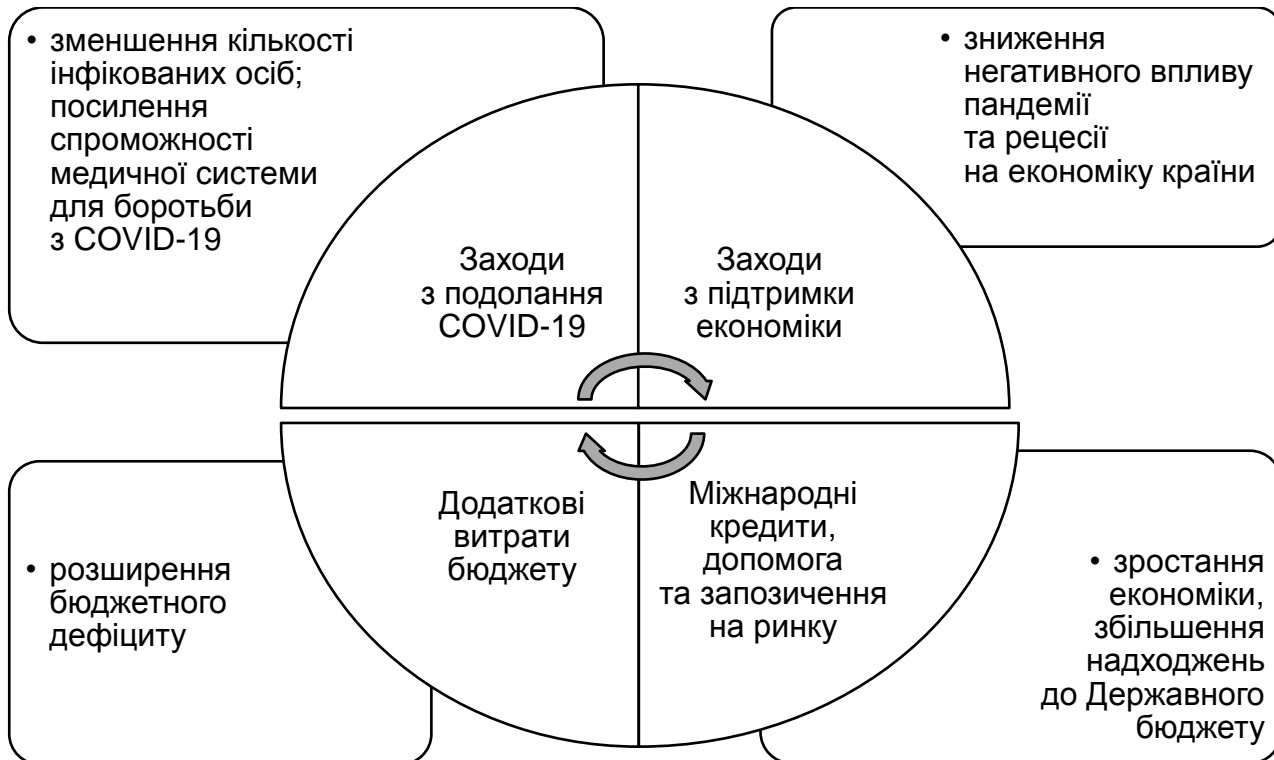 • зменшення кількості
інфікованих осіб;
посилення
спроможності
медичної системи
для боротьби
з COVID-19
• зниження
негативного впливу
пандемії
та рецесії
на економіку країни
Заходи
з подолання
COVID-19
Заходи
з підтримки
економіки
Додаткові
витрати
бюджету
Міжнародні
кредити,
допомога
та запозичення
на ринку
• розширення
бюджетного
дефіциту
• зростання
економіки,
збільшення
надходжень
до Державного
бюджету